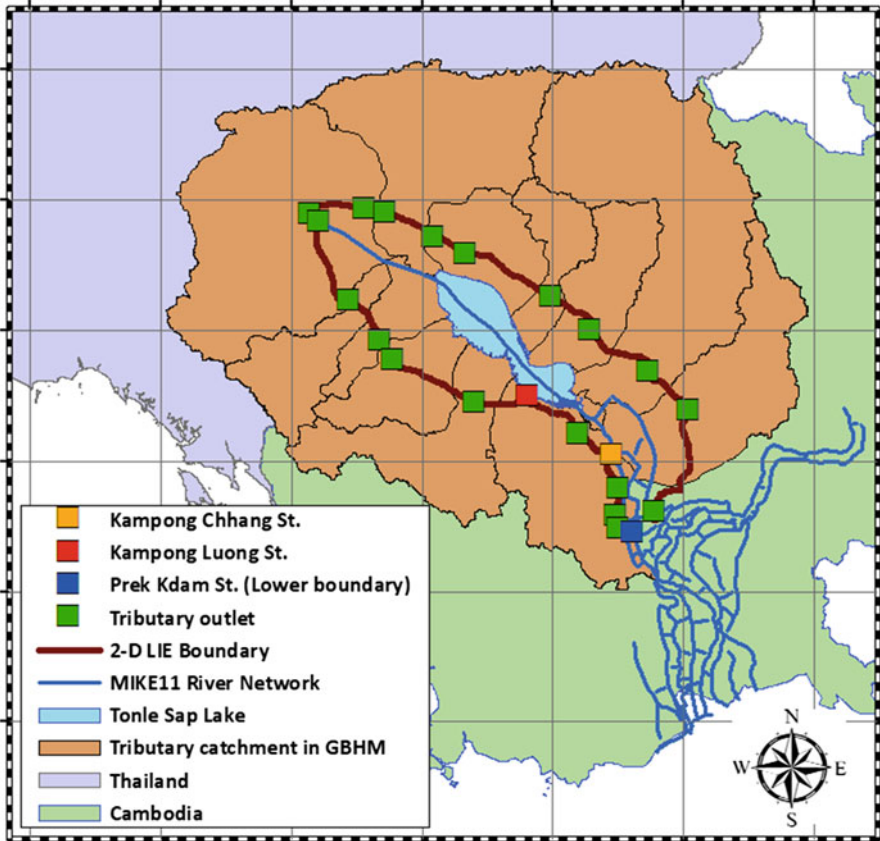 Kampong Chhang St.
Kampong Luong St.
Prek Kdam St. (Lower boundary)
Tributary outlet
2-D LIE Boundary
MIKE11 River Network
Tonle Sap Lake
Tributary catchment in GBHM
Thailand
Cambodia
N
W E
S